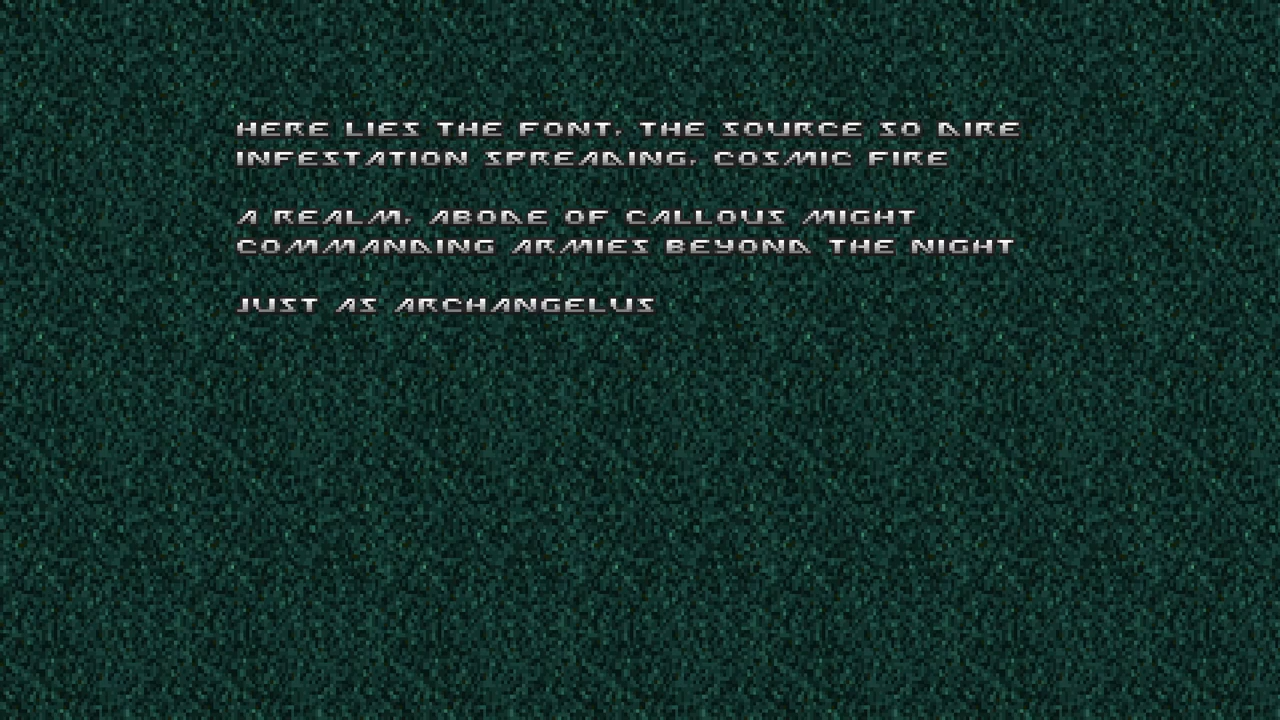 HERE LIES THE FONT, THE SOURCE SO DIRE
INFESTATION SPREADING, COSMIC FIRE
A REALM, ABODE OF CALLOUS MIGHT
COMMANDING ARMIES BEYOND THE NIGHT
JUST AS ARCHANGELUS